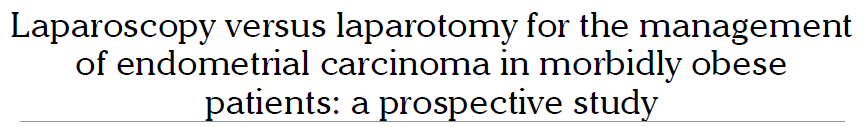 Laparoscopy versus laparotomy for the management
of endometrial carcinoma in morbidly obese
patients: a prospective study